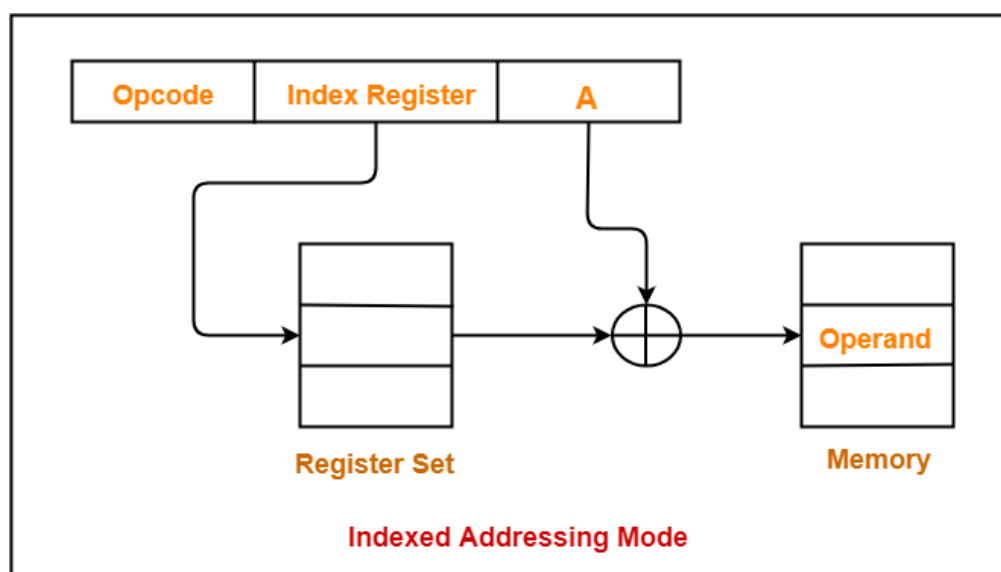 Opcode Index Register A
Operand
Register Set Memory
Indexed Addressing Mode